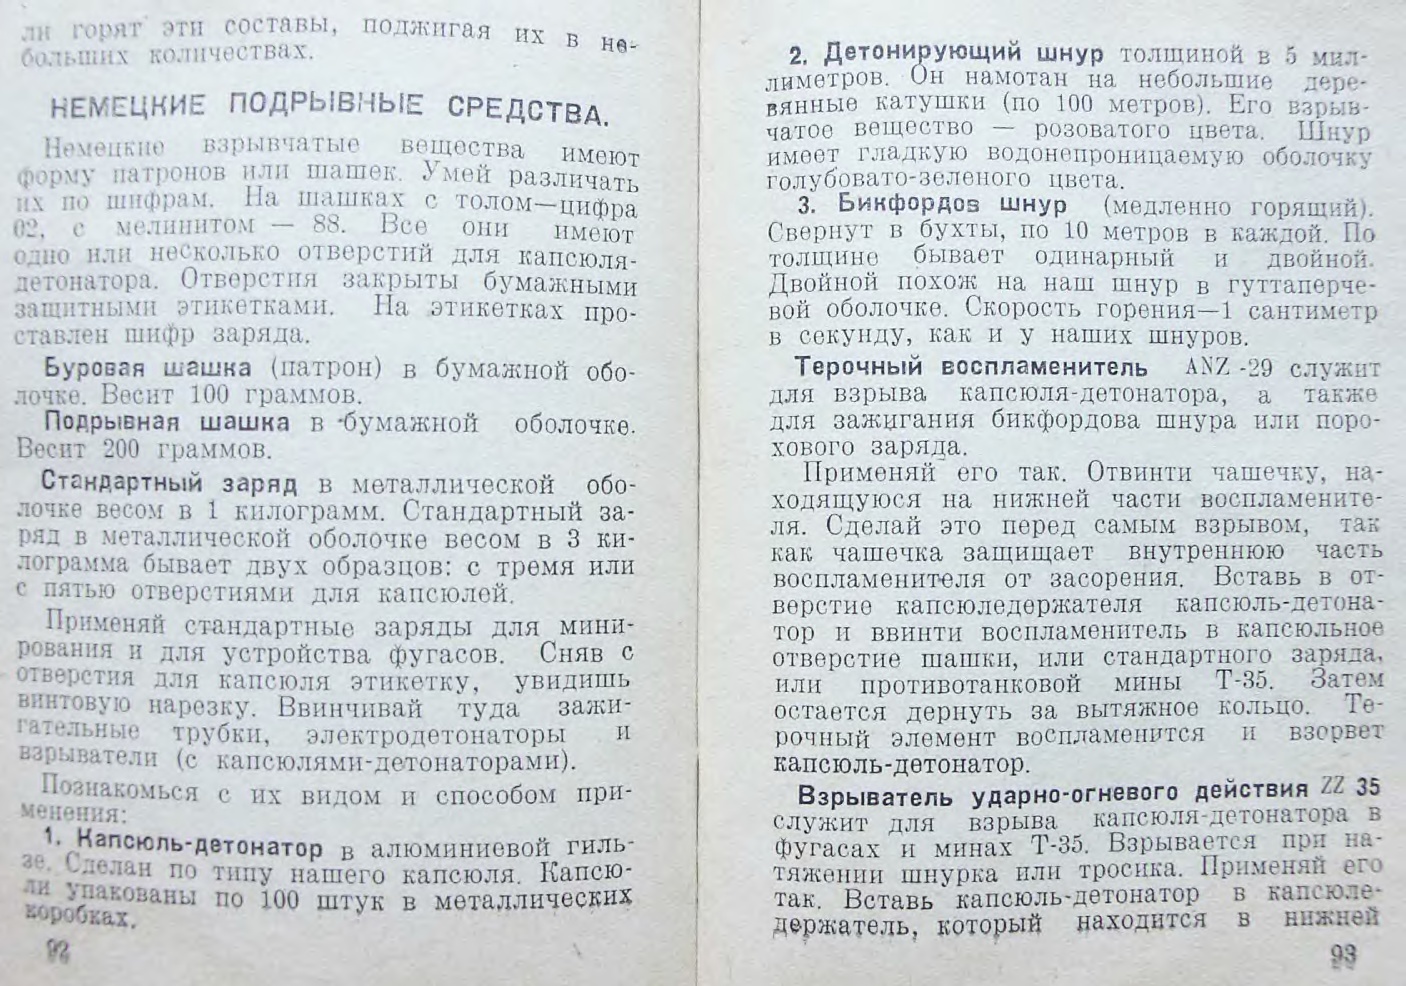 ли горят эти составы, поджигая их в не-
больших количествах.
НЕМЕЦКИЕ ПОДРЫВНЫЕ СРЕДСТВА.
Немецкие взрывчатые вещества имеют
форму патронов или шашек. Умей различать
их по шифрам. На шашках с толом—цифра
02, с мелинитом — 88. Все они имеют
одно или несколько отверстий для капсюля-
детонатора. Отверстия закрыты бумажными
защитными этикетками. На этикетках про-
ставлен шифр заряда.
Буровая шашка (патрон) в бумажной обо-
лочке. Весит 100 граммов.
Подрывная шашка в бумажной оболочке.
Весит 200 граммов.
Стандартный заряд в металлической обо-
лочке весом в 1 килограмм. Стандартный за-
ряд в металлической оболочке весом в 3 ки-
лограмма бывает двух образцов: с тремя или
с пятью отверстиями для капсюлей.
Применяй стандартные заряды для мини-
рования и для устройства фугасов. Сняв с
отверстия для капсюля этикетку, увидишь
винтовую нарезку. Ввинчивай туда зажи-
гательные трубки, электродетонаторы и
взрыватели (с капсюлями-детонаторами).
Познакомься с их видом и способом при-
менения:
1. Капсюль-детонатор в алюминиевой гиль-
зе. Сделан по типу нашего капсюля. Капсю-
ли упакованы по 100 штук в металлических
коробках.
92
2. Детонирующий шнур толщиной в 5 мил-
лиметров. Он намотан на небольшие дере-
вянные катушки (по 100 метров). Его взрыв-
чатое вещество — розоватого цвета. Шнур
имеет гладкую водонепроницаемую оболочку
голубовато-зеленого цвета.
3. Бикфордов шнур (медленно горящий).
Свернут в бухты, по 10 метров в каждой. По
толщине бывает одинарный и двойной.
Двойной похож на наш шнур в гуттаперче-
вой оболочке. Скорость горения—1 сантиметр
в секунду, как и у наших шнуров.
Терочный воспламенитель ANZ -29 служит
для взрыва капсюля-детонатора, а также
для зажигания бикфордова шнура или поро-
хового заряда.
Применяй его так. Отвинти чашечку, на-
ходящуюся на нижней части воспламените-
ля. Сделай это перед самым взрывом, так
как чашечка защищает внутреннюю часть
воспламенителя от засорения. Вставь в от-
верстие капсюледержателя капсюль-детона-
тор и ввинти воспламенитель в капсюльное
отверстие шашки, или стандартного заряда,
или противотанковой мины Т-35. Затем
остается дернуть за вытяжное кольцо. Те-
рочный элемент воспламенится и взорвет
капсюль-детонатор.
Взрыватель ударно-огневого действия ZZ 35
служит для взрыва капсюля-детонатора в
фугасах и минах Т-35. Взрывается при на-
тяжении шнурка или тросика. Применяй его
так. Вставь капсюль-детонатор в капсюле-
держатель, который находится в нижней
93